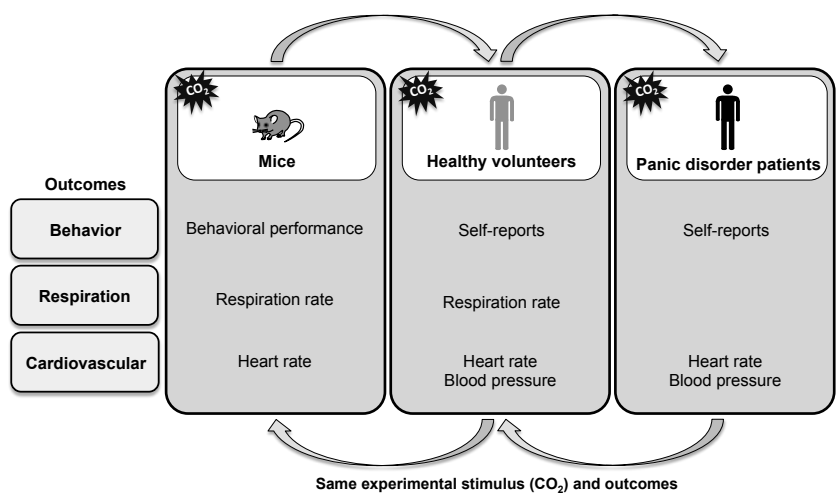 CO₂
CO₂
CO₂
Mice
Healthy volunteers
Panic disorder patients
Outcomes
Behavior
Behavioral performance
Self-reports
Self-reports
Respiration
Respiration rate
Respiration rate
Cardiovascular
Heart rate
Heart rate
Blood pressure
Heart rate
Blood pressure
Same experimental stimulus (CO₂) and outcomes